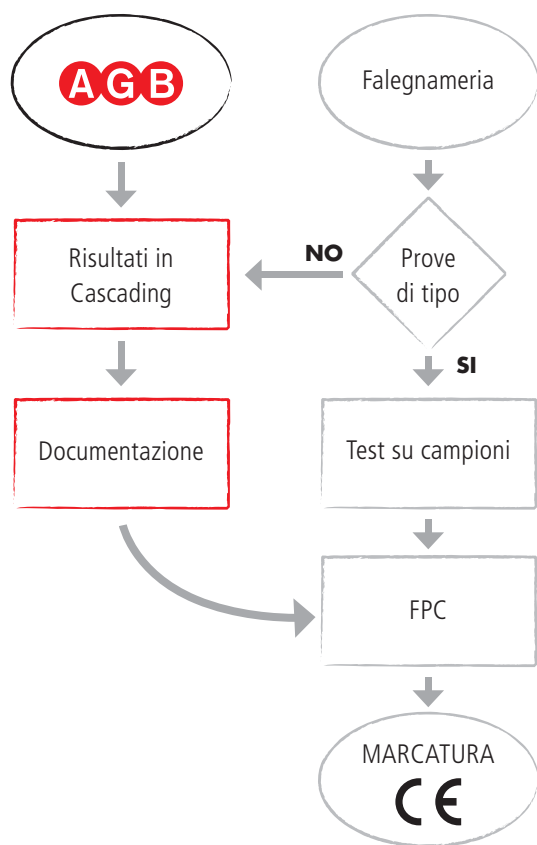 AGB
Falegnameria
Risultati in
Cascading
NO
Prove
di tipo
SI
Documentazione
Test su campioni
FPC
MARCATURA
CE